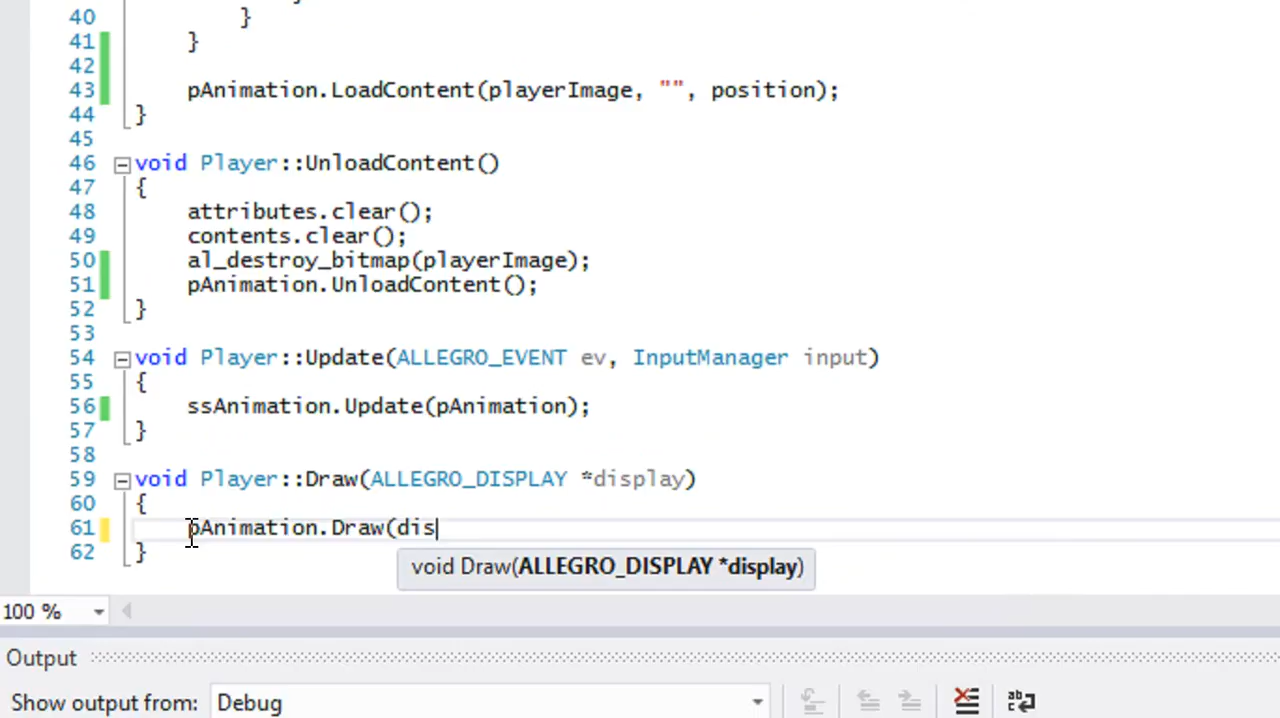 40 }
41 }
42
43 pAnimation.LoadContent(playerImage, "", position);
44 }
45
46 void Player::UnloadContent()
47 {
48 attributes.clear();
49 contents.clear();
50 al_destroy_bitmap(playerImage);
51 pAnimation.UnloadContent();
52 }
53
54 void Player::Update(ALLEGRO_EVENT ev, InputManager input)
55 {
56 ssAnimation.Update(pAnimation);
57 }
58
59 void Player::Draw(ALLEGRO_DISPLAY *display)
60 {
61 pAnimation.Draw(dis
62 }
void Draw(ALLEGRO_DISPLAY *display)
100 %
Output
Show output from: Debug